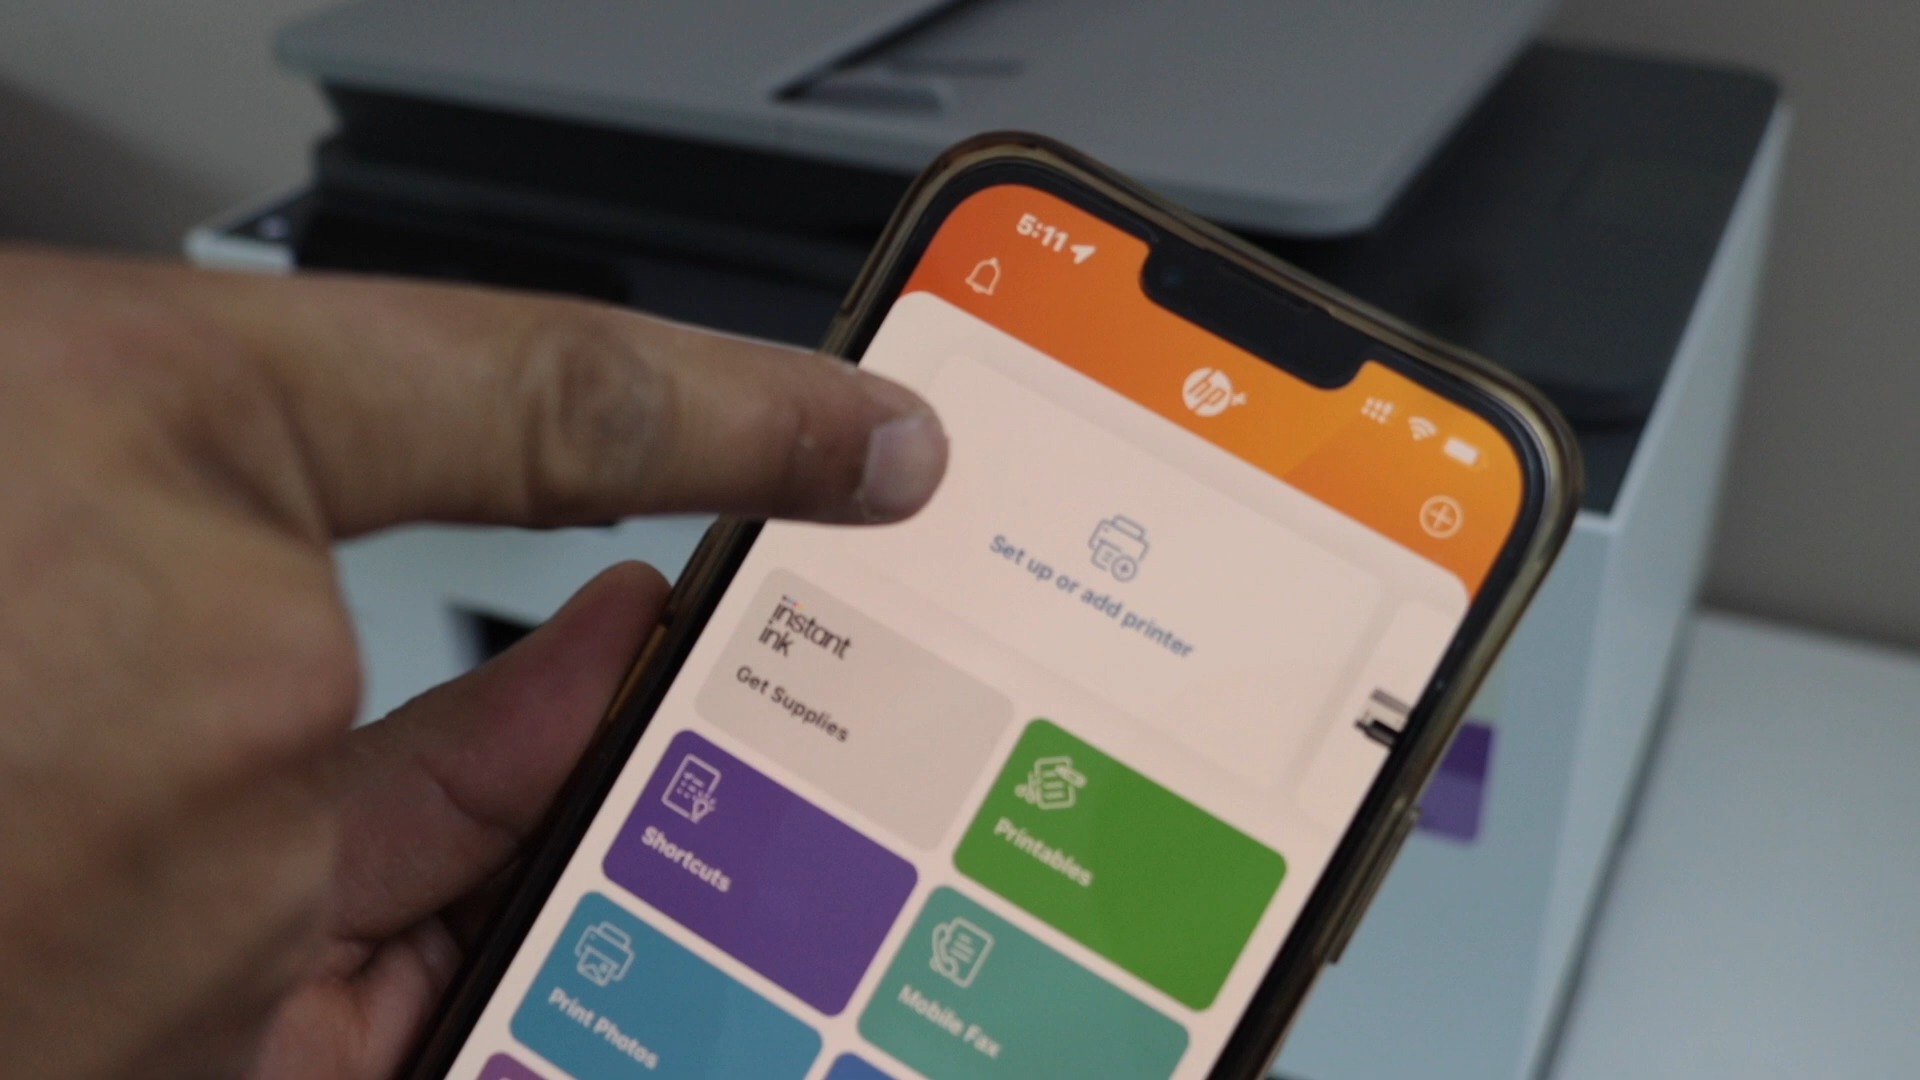 5:11
hp+
Set up or add printer
instant
ink
Get Supplies
Printables
Shortcuts
Mobile Fax
Print Photos